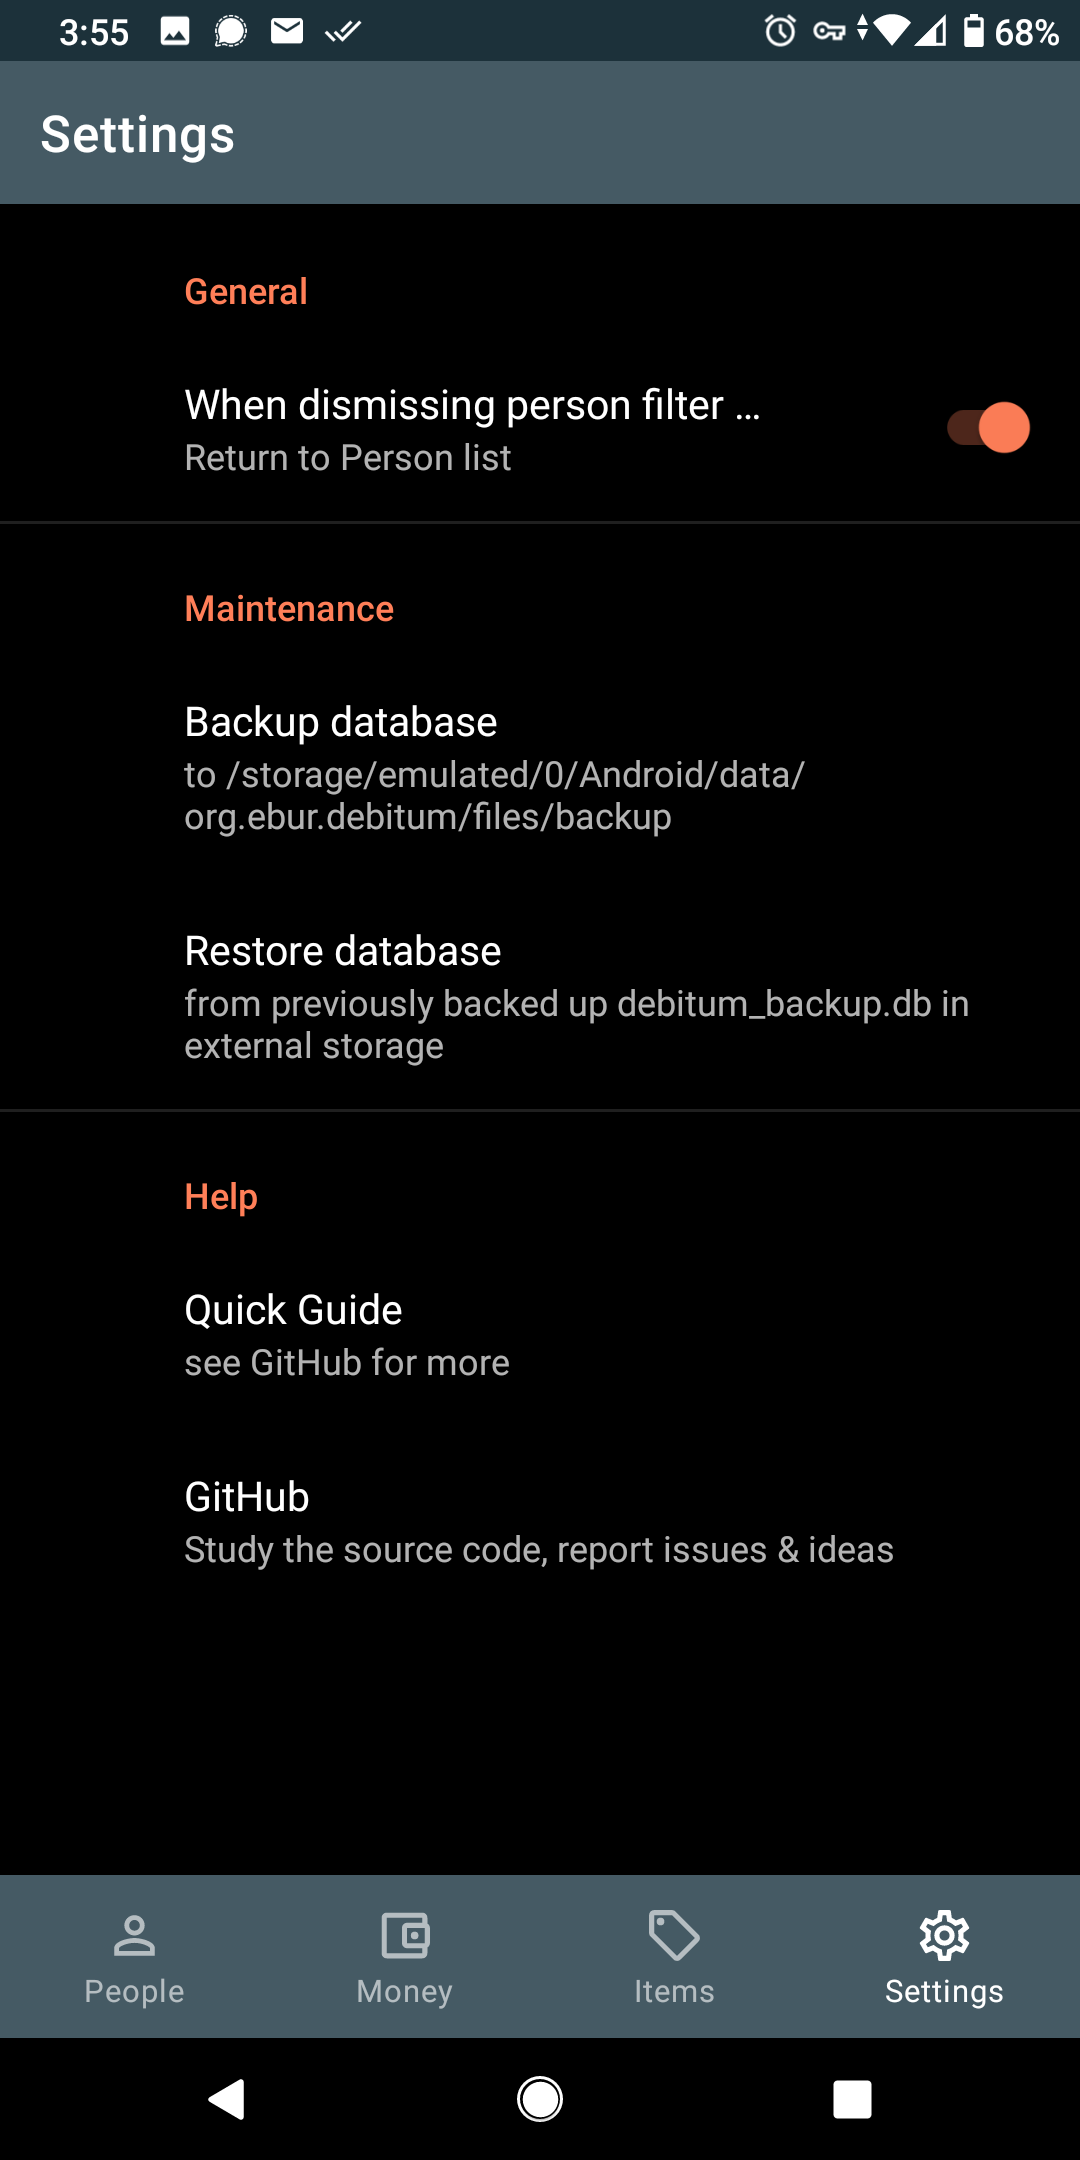 3:55
68%
Settings
General
When dismissing person filter ...
Return to Person list
Maintenance
Backup database
to /storage/emulated/0/Android/data/
org.ebur.debitum/files/backup
Restore database
from previously backed up debitum_backup.db in
external storage
Help
Quick Guide
see GitHub for more
GitHub
Study the source code, report issues & ideas
People
Money
Items
Settings